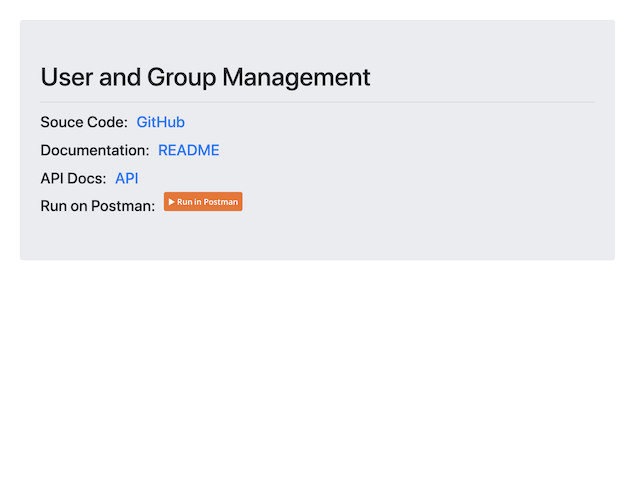 User and Group Management
Souce Code: GitHub
Documentation: README
API Docs: API
Run on Postman: Run in Postman